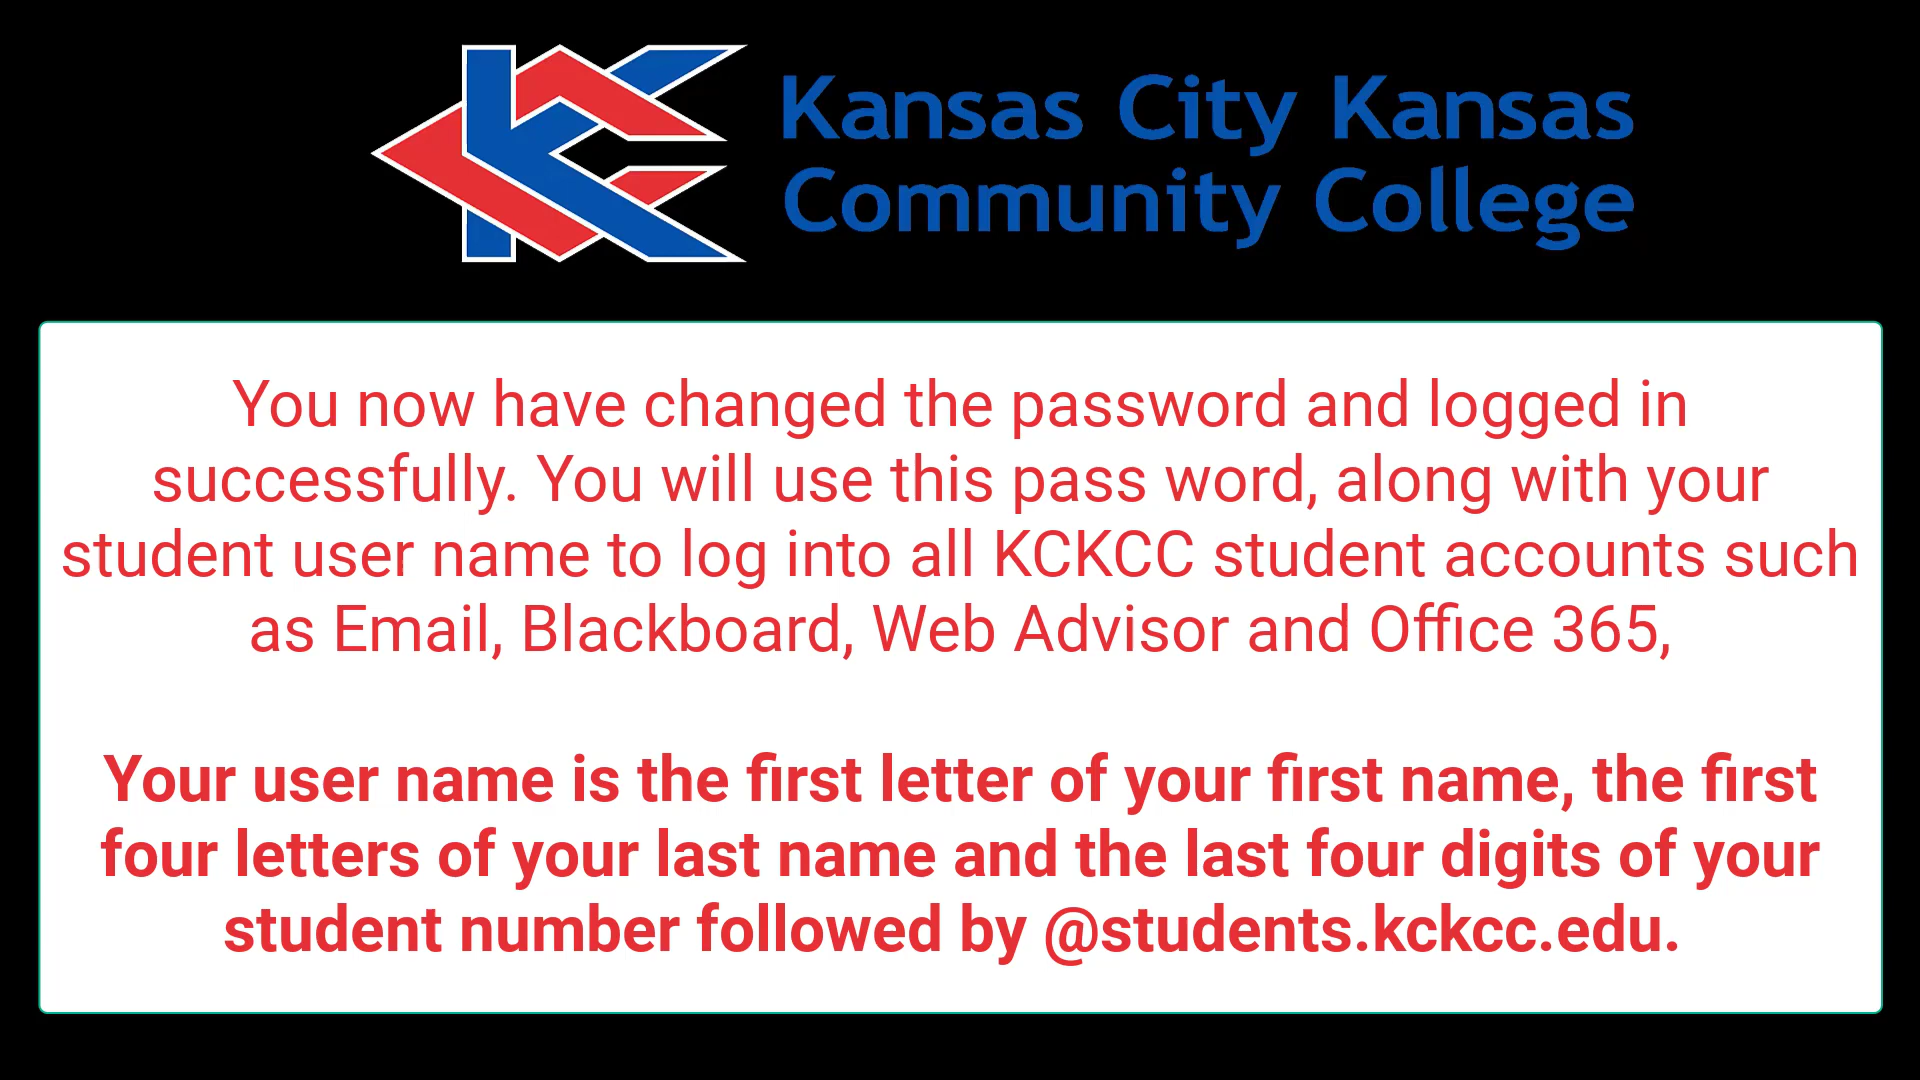 Kansas City Kansas
Community College
You now have changed the password and logged in
successfully. You will use this pass word, along with your
student user name to log into all KCKCC student accounts such
as Email, Blackboard, Web Advisor and Office 365,
Your user name is the first letter of your first name, the first
four letters of your last name and the last four digits of your
student number followed by @students.kckcc.edu.